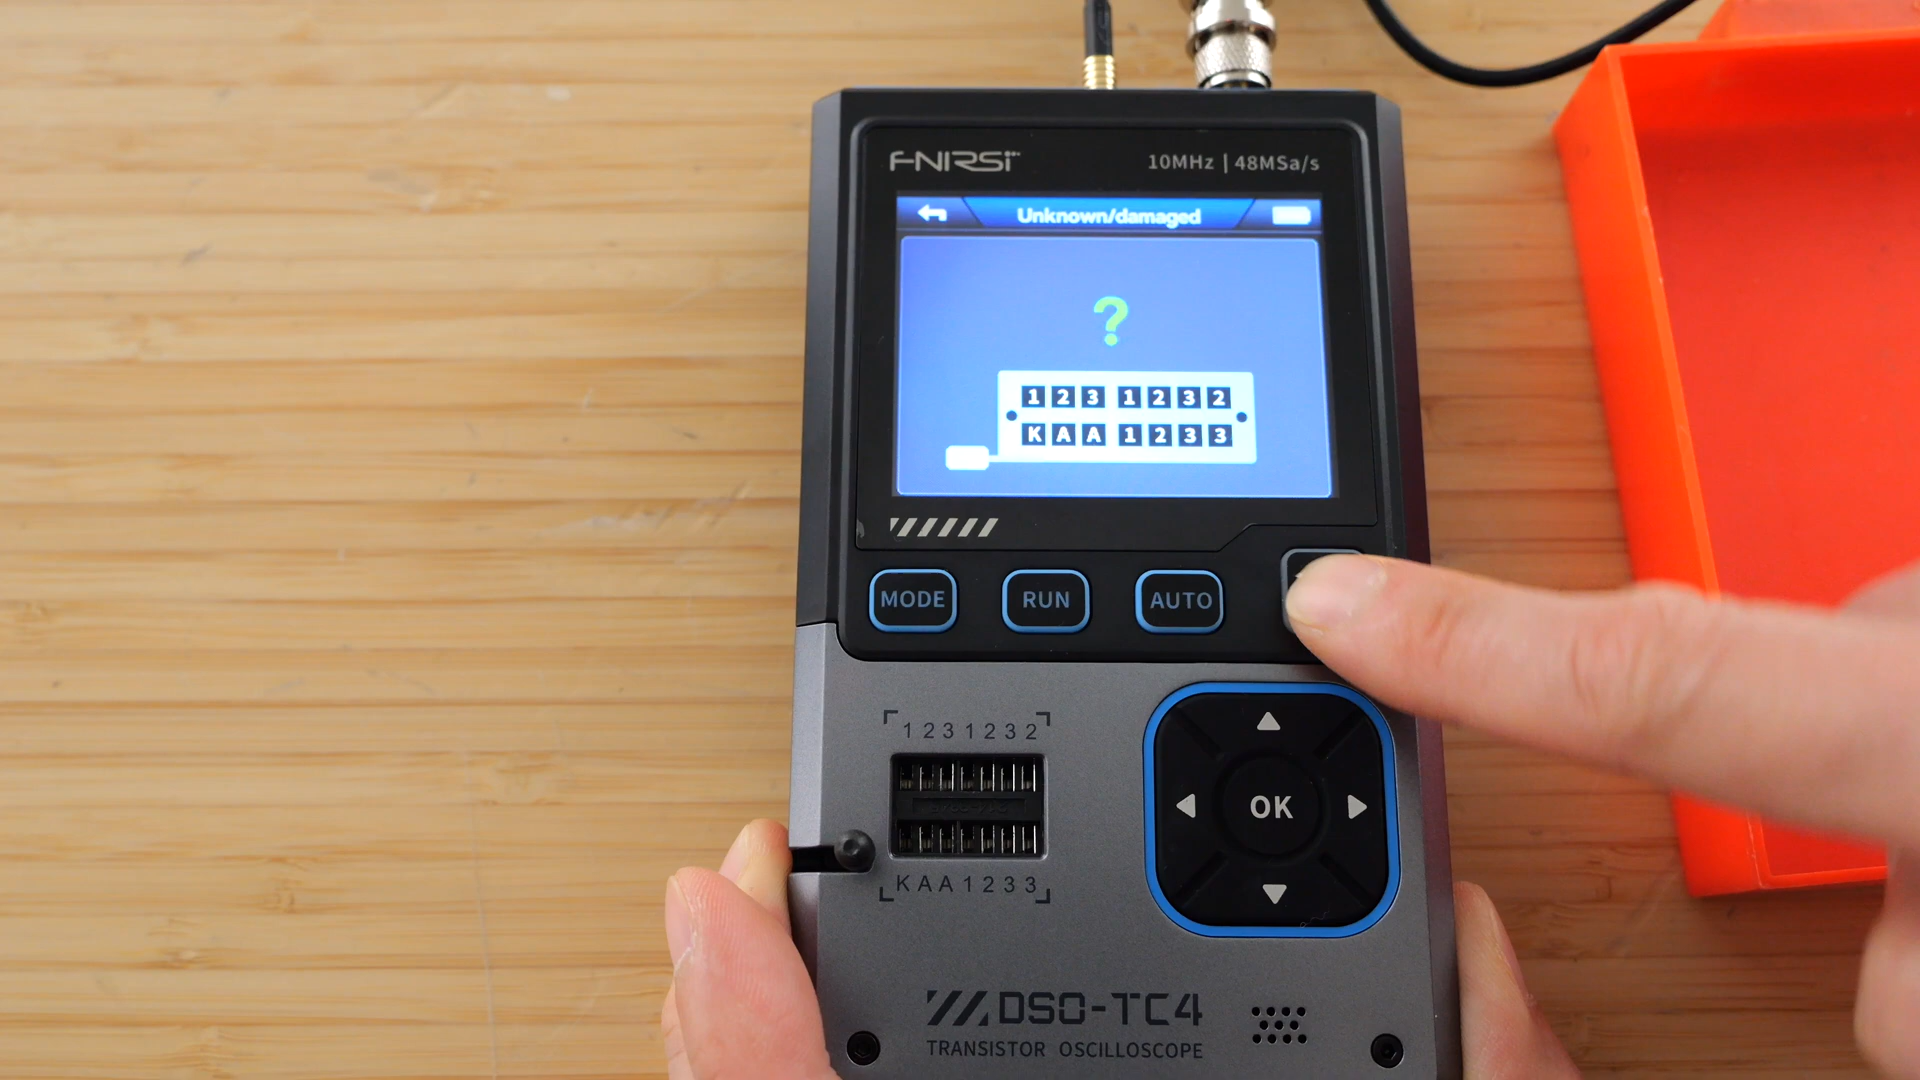 FNIRSI
10MHz | 48MSa/s
Unknown/damaged
?
1 2 3 1 2 3 2
K A A 1 2 3 3
MODE
RUN
AUTO
1 2 3 1 2 3 2
K A A 1 2 3 3
OK
DSO-TC4
TRANSISTOR OSCILLOSCOPE